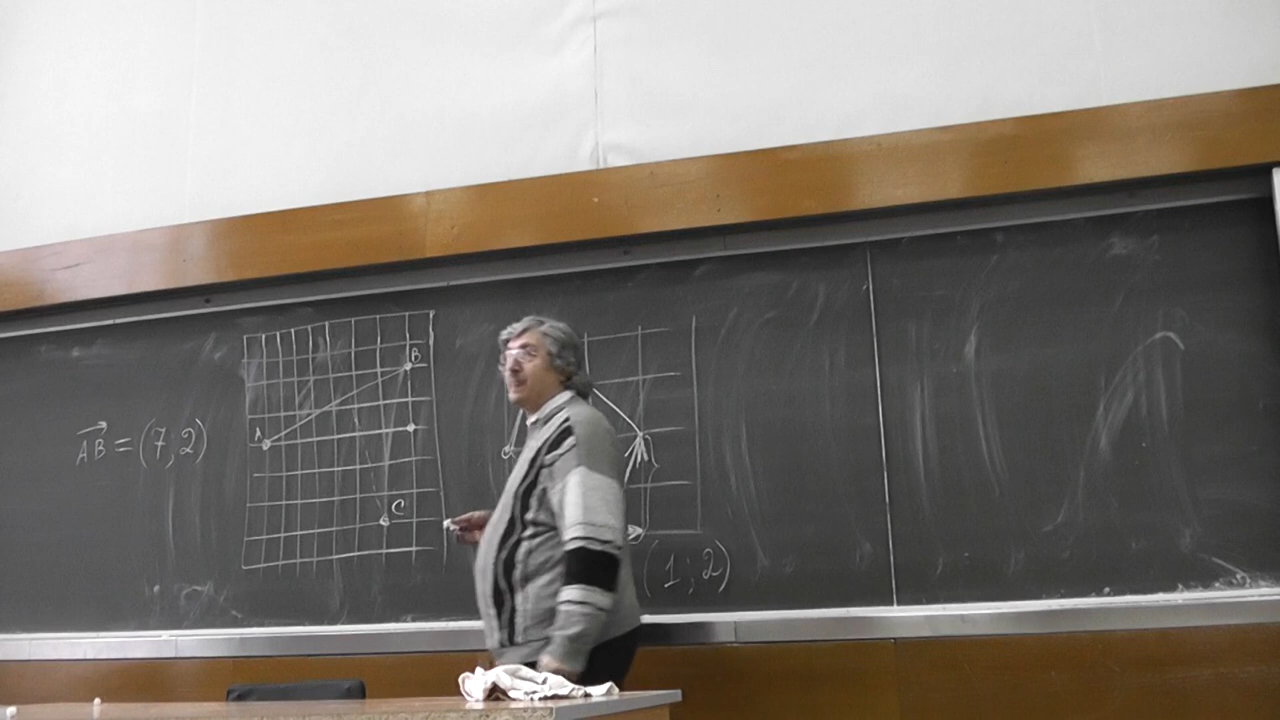 AB = (7; 2)
A
B
C
(1; 2)